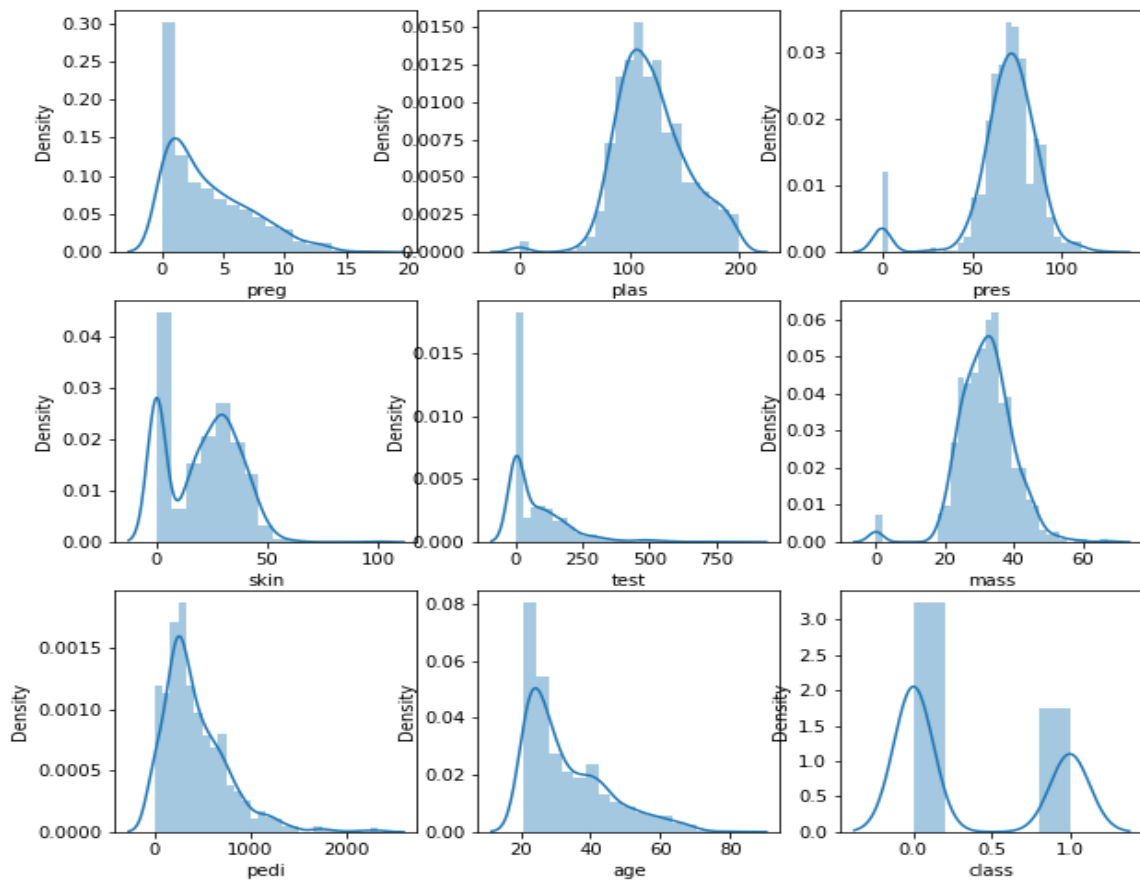 0.30
0.25
0.20
0.15
0.10
0.05
0.00
Density
0 5 10 15 20
preg
0.0150
0.0125
0.0100
0.0075
0.0050
0.0025
0.0000
Density
0 100 200
plas
0.03
0.02
0.01
0.00
Density
0 50 100
pres
0.04
0.03
0.02
0.01
0.00
Density
0 50 100
skin
0.015
0.010
0.005
0.000
Density
0 250 500 750
test
0.06
0.05
0.04
0.03
0.02
0.01
0.00
Density
0 20 40 60
mass
0.0015
0.0010
0.0005
0.0000
Density
0 1000 2000
pedi
0.08
0.06
0.04
0.02
0.00
Density
20 40 60 80
age
3.0
2.5
2.0
1.5
1.0
0.5
0.0
Density
0.0 0.5 1.0
class